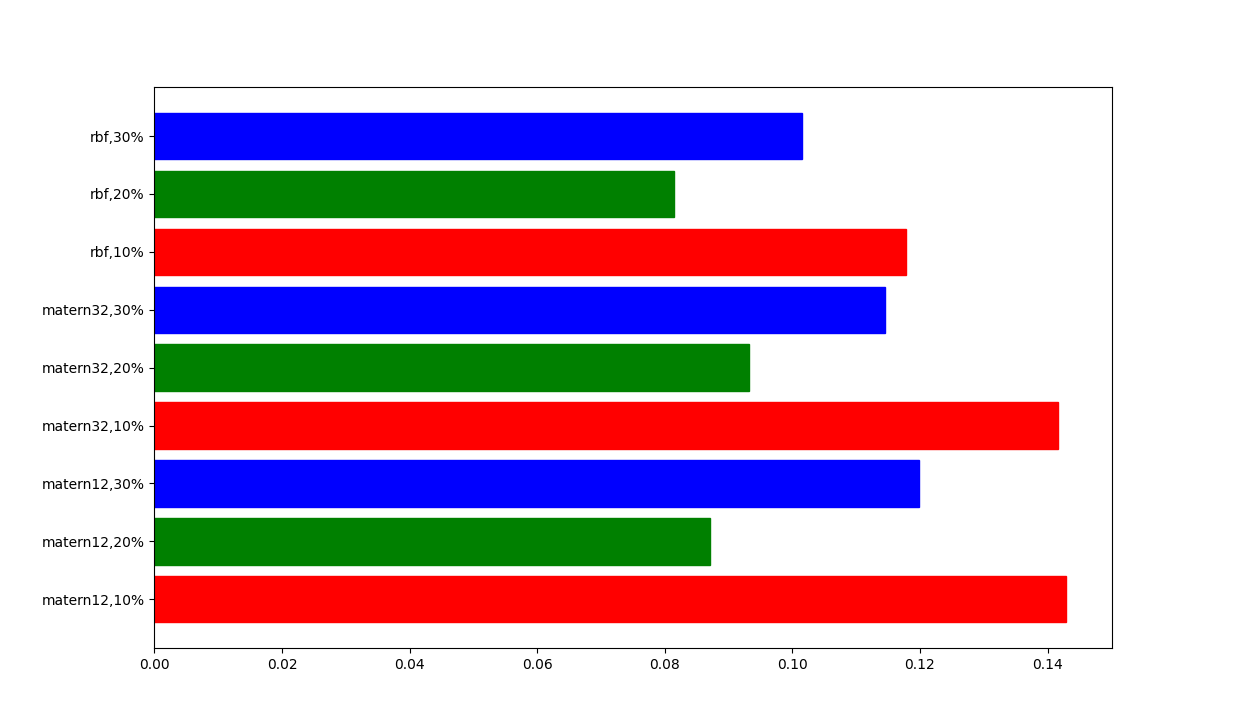 rbf,30%
rbf,20%
rbf,10%
matern32,30%
matern32,20%
matern32,10%
matern12,30%
matern12,20%
matern12,10%
0.00 0.02 0.04 0.06 0.08 0.10 0.12 0.14